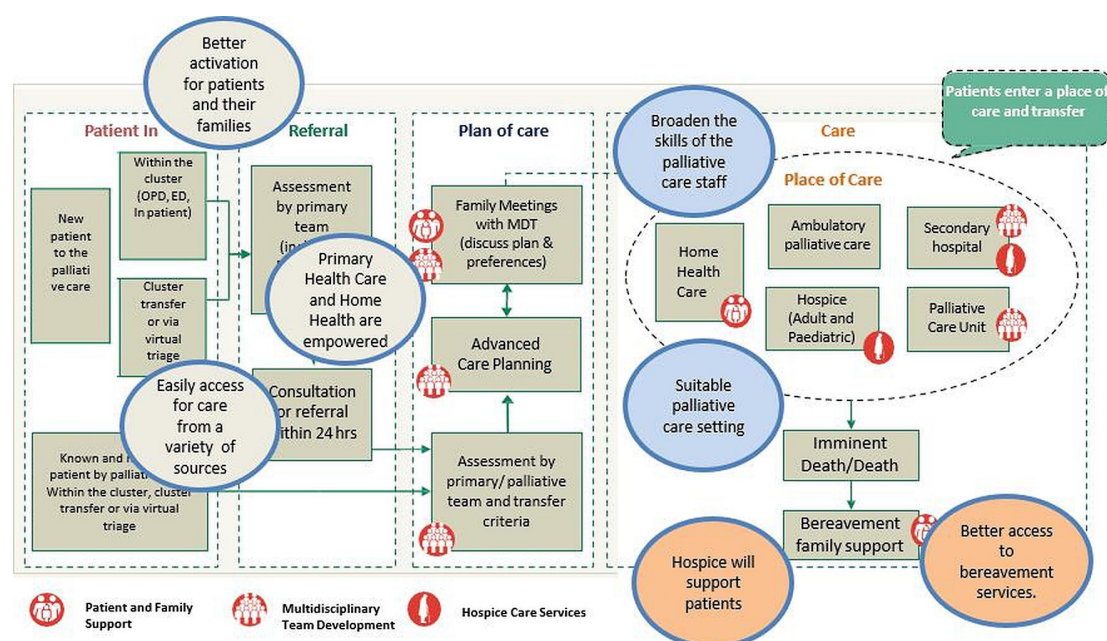 Better
activation
for patients
and their
families
Patient In
Referral
Plan of care
Care
Patients enter a place of
care and transfer
Broaden the
skills of the
palliative
care staff
Place of Care
New
patient
to the
palliati
ve care
Within the
cluster
(OPD, ED,
In patient)
Cluster
transfer
or via
virtual
triage
Assessment
by primary
team
Primary
Health Care
and Home
Health are
empowered
Easily access
for care
from a
variety of
sources
Consultation
or referral
within 24 hrs
Known and
patient by
Within the cluster, cluster
transfer or via virtual
triage
Family Meetings
with MDT
(discuss plan &
preferences)
Advanced
Care Planning
Assessment by
primary/palliative
team and transfer
criteria
Home
Health
Care
Ambulatory
palliative care
Secondary
hospital
Hospice
(Adult and
Paediatric)
Palliative
Care Unit
Suitable
palliative
care setting
Imminent
Death/Death
Bereavement
family support
Hospice will
support
patients
Better access
to
bereavement
services.
Patient and Family
Support
Multidisciplinary
Team Development
Hospice Care Services